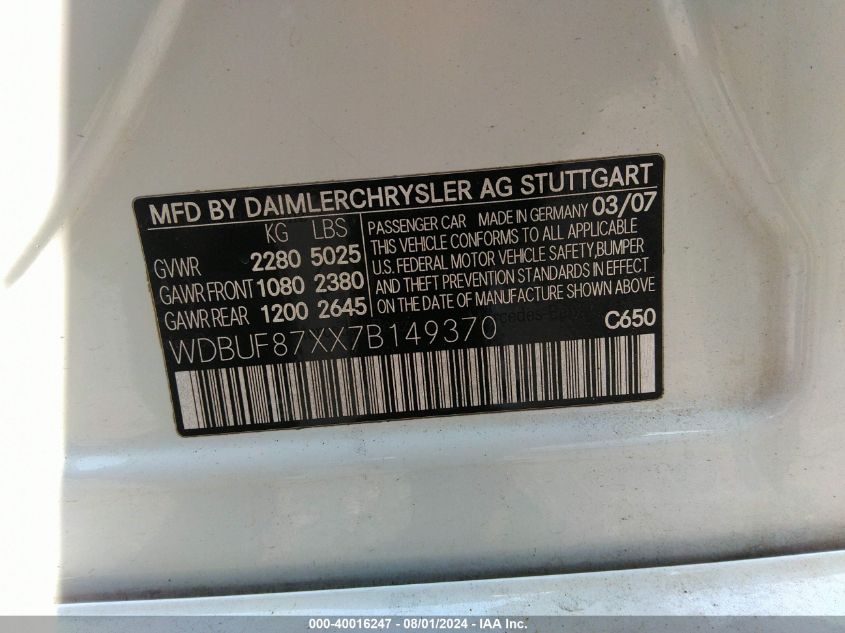 MFD BY DAIMLERCHRYSLER AG STUTTGART
KG LBS
GVWR 2280 5025
GAWR FRONT 1080 2380
GAWR REAR 1200 2645
PASSENGER CAR MADE IN GERMANY 03/07
THIS VEHICLE CONFORMS TO ALL APPLICABLE
U.S. FEDERAL MOTOR VEHICLE SAFETY,BUMPER
AND THEFT PREVENTION STANDARDS IN EFFECT
ON THE DATE OF MANUFACTURE SHOWN ABOVE
WDBUF87XX7B149370
C650
000-40016247 - 08/01/2024 - IAA Inc.